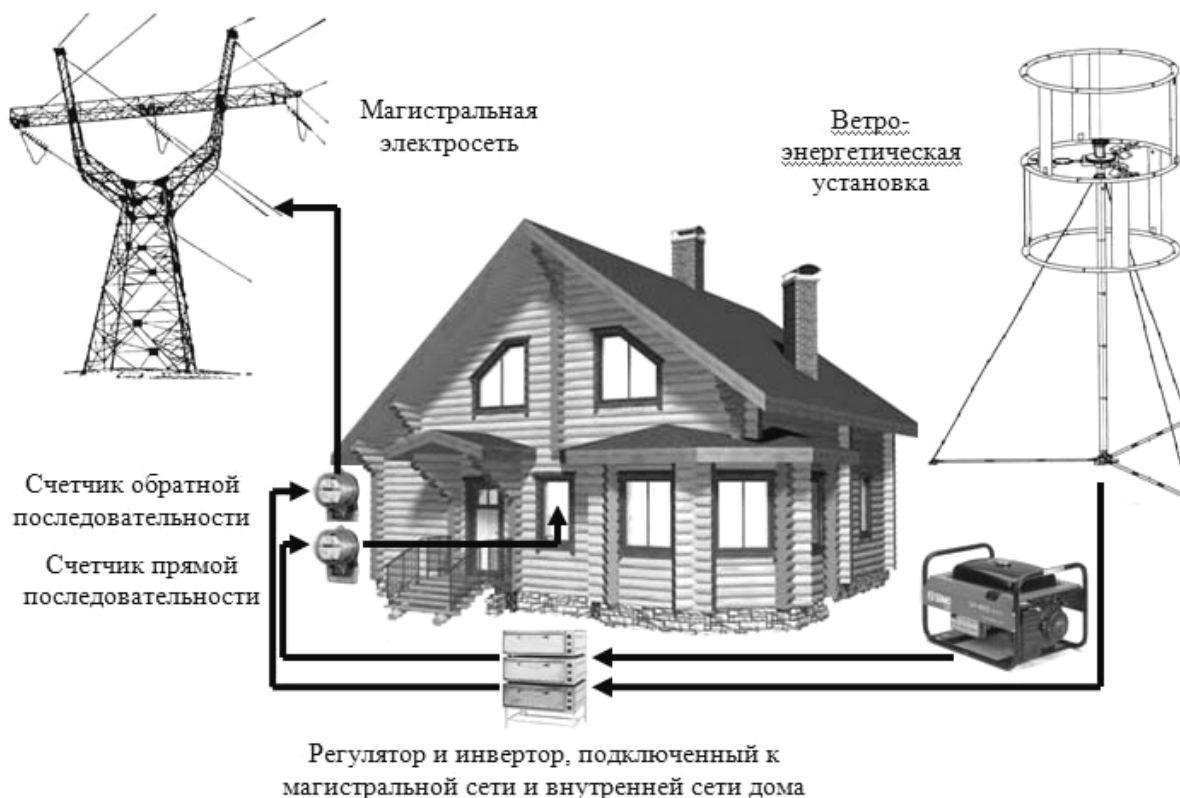 Магистральная
электросеть
Ветро-
энергетическая
установка
Счетчик обратной
последовательности
Счетчик прямой
последовательности
Регулятор и инвертор, подключенный к
магистральной сети и внутренней сети дома